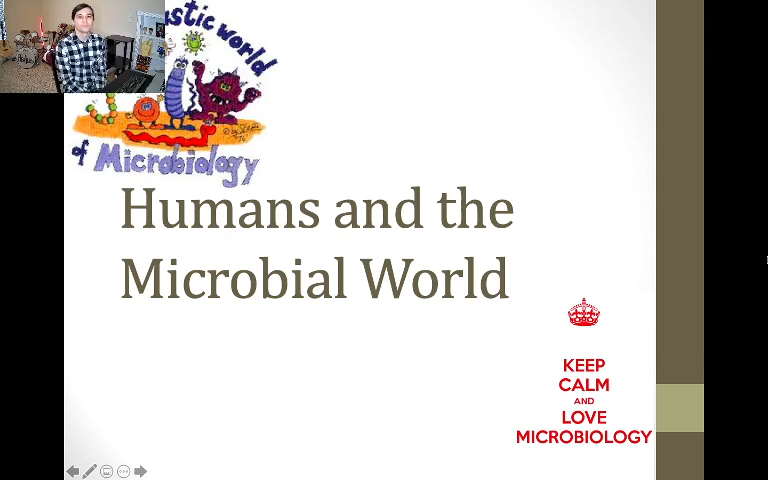 stic world
of Microbiology
Humans and the
Microbial World
KEEP
CALM
AND
LOVE
MICROBIOLOGY